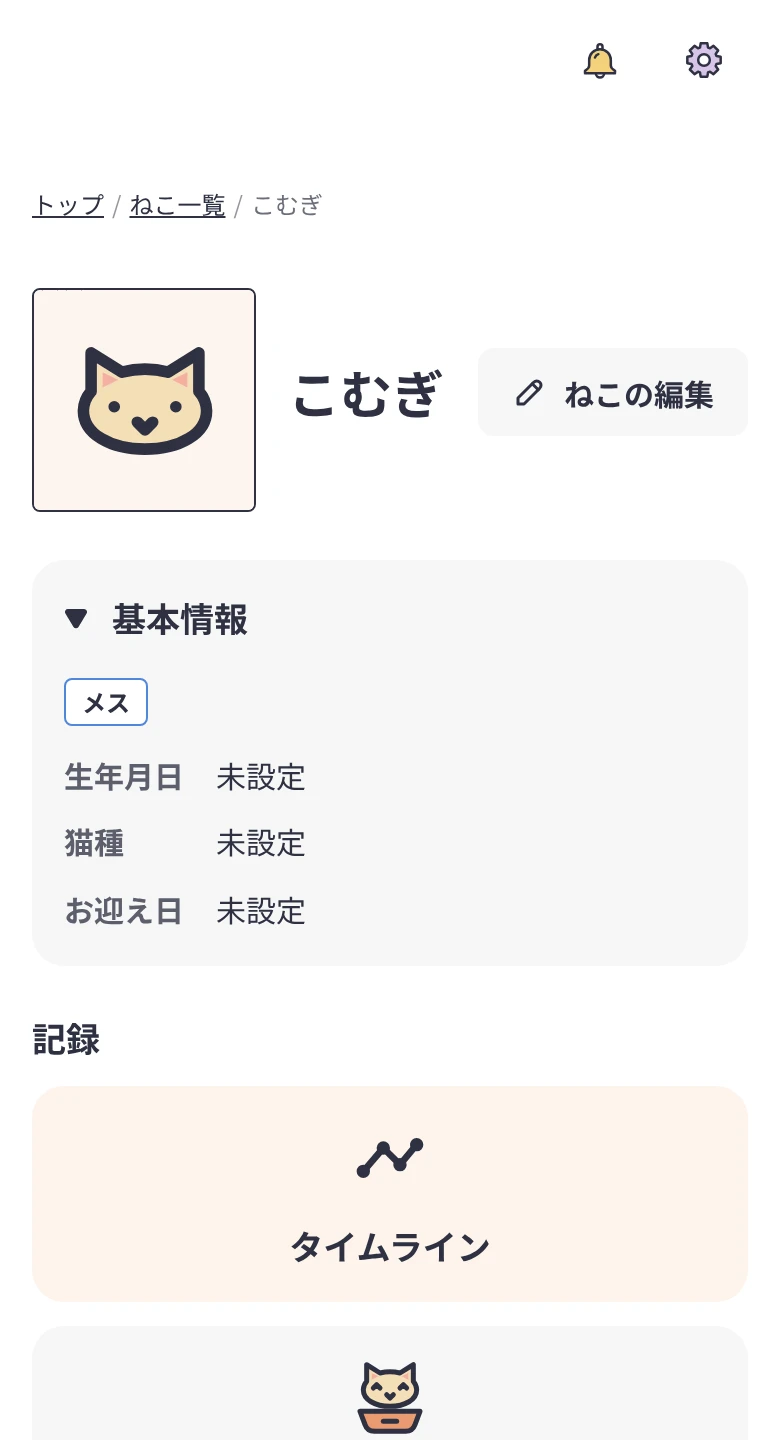 トップ / ねこ一覧 / こむぎ
こむぎ
ねこの編集
基本情報
メス
生年月日 未設定
猫種 未設定
お迎え日 未設定
記録
タイムライン